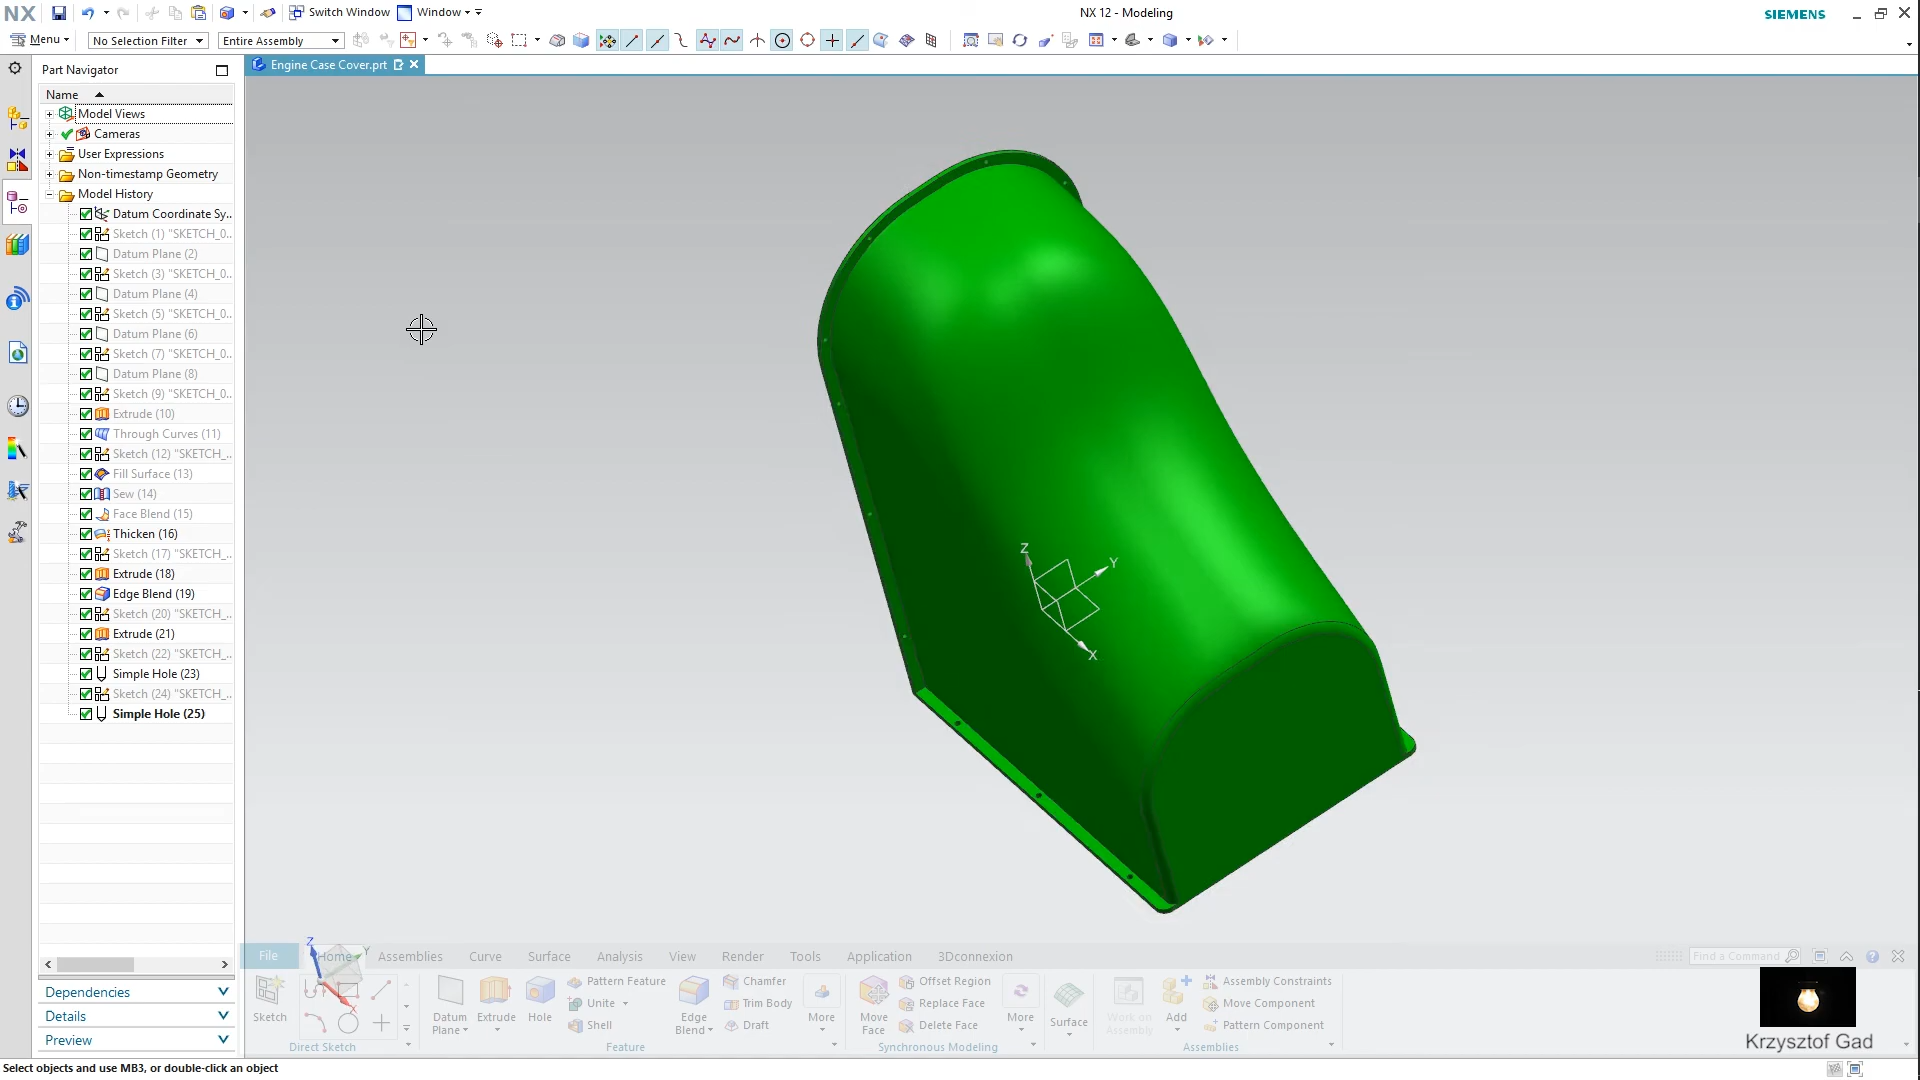 NX Switch Window Window NX 12 - Modeling SIEMENS
Menu No Selection Filter Entire Assembly
Part Navigator
Engine Case Cover.prt
Name
Model Views
Cameras
User Expressions
Non-timestamp Geometry
Model History
Datum Coordinate Sy..
Sketch (1) "SKETCH_0..
Datum Plane (2)
Sketch (3) "SKETCH_0..
Datum Plane (4)
Sketch (5) "SKETCH_0..
Datum Plane (6)
Sketch (7) "SKETCH_0..
Datum Plane (8)
Sketch (9) "SKETCH_0..
Extrude (10)
Through Curves (11)
Sketch (12) "SKETCH_..
Fill Surface (13)
Sew (14)
Face Blend (15)
Thicken (16)
Sketch (17) "SKETCH_..
Extrude (18)
Edge Blend (19)
Sketch (20) "SKETCH_..
Extrude (21)
Sketch (22) "SKETCH_..
Simple Hole (23)
Sketch (24) "SKETCH_..
Simple Hole (25)
Z
Y
X
Dependencies
Details
Preview
Z
Y
X
File Home Assemblies Curve Surface Analysis View Render Tools Application 3Dconnexion Find a Command
Sketch
Direct Sketch
Datum Plane
Extrude
Hole
Pattern Feature
Unite
Shell
Edge Blend
Chamfer
Trim Body
Draft
More
Feature
Move Face
Offset Region
Replace Face
Delete Face
More
Synchronous Modeling
Surface
Work on Assembly
Add
Assembly Constraints
Move Component
Pattern Component
Assemblies
Krzysztof Gad
Select objects and use MB3, or double-click an object